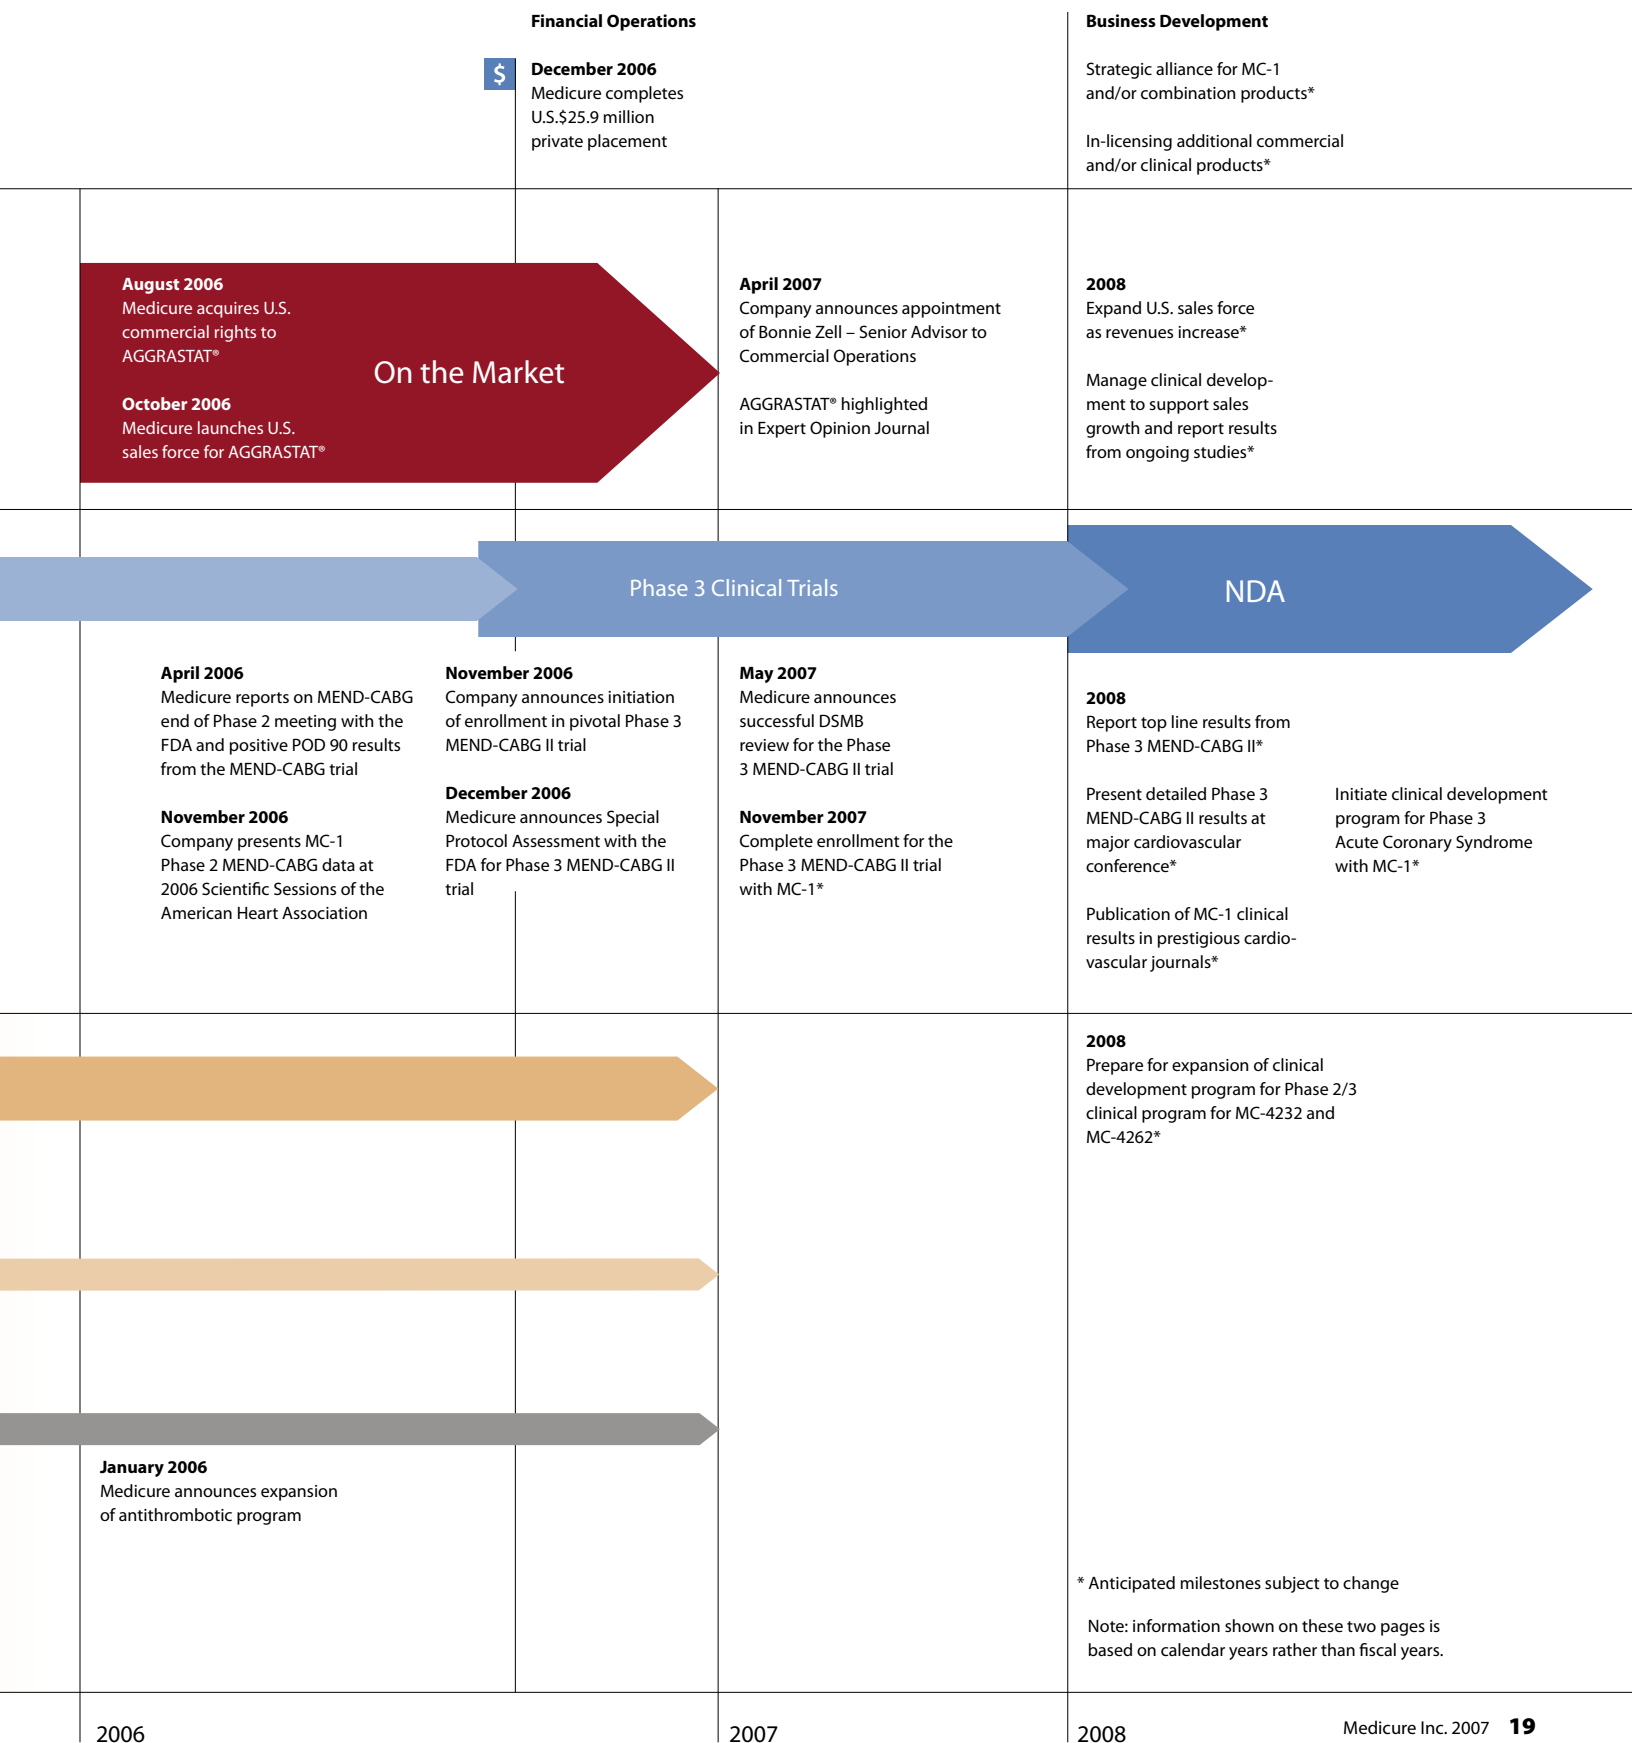 Financial Operations
$
December 2006
Medicure completes
U.S.$25.9 million
private placement
Business Development
Strategic alliance for MC-1
and/or combination products*
In-licensing additional commercial
and/or clinical products*
August 2006
Medicure acquires U.S.
commercial rights to
AGGRASTAT®
October 2006
Medicure launches U.S.
sales force for AGGRASTAT®
On the Market
April 2007
Company announces appointment
of Bonnie Zell – Senior Advisor to
Commercial Operations
AGGRASTAT® highlighted
in Expert Opinion Journal
2008
Expand U.S. sales force
as revenues increase*
Manage clinical develop-
ment to support sales
growth and report results
from ongoing studies*
Phase 3 Clinical Trials
NDA
April 2006
Medicure reports on MEND-CABG
end of Phase 2 meeting with the
FDA and positive POD 90 results
from the MEND-CABG trial
November 2006
Company presents MC-1
Phase 2 MEND-CABG data at
2006 Scientific Sessions of the
American Heart Association
November 2006
Company announces initiation
of enrollment in pivotal Phase 3
MEND-CABG II trial
December 2006
Medicure announces Special
Protocol Assessment with the
FDA for Phase 3 MEND-CABG II
trial
May 2007
Medicure announces
successful DSMB
review for the Phase
3 MEND-CABG II trial
November 2007
Complete enrollment for the
Phase 3 MEND-CABG II trial
with MC-1*
2008
Report top line results from
Phase 3 MEND-CABG II*
Present detailed Phase 3
MEND-CABG II results at
major cardiovascular
conference*
Publication of MC-1 clinical
results in prestigious cardio-
vascular journals*
Initiate clinical development
program for Phase 3
Acute Coronary Syndrome
with MC-1*
2008
Prepare for expansion of clinical
development program for Phase 2/3
clinical program for MC-4232 and
MC-4262*
January 2006
Medicure announces expansion
of antithrombotic program
* Anticipated milestones subject to change
Note: information shown on these two pages is
based on calendar years rather than fiscal years.
2006
2007
2008
Medicure Inc. 2007 19